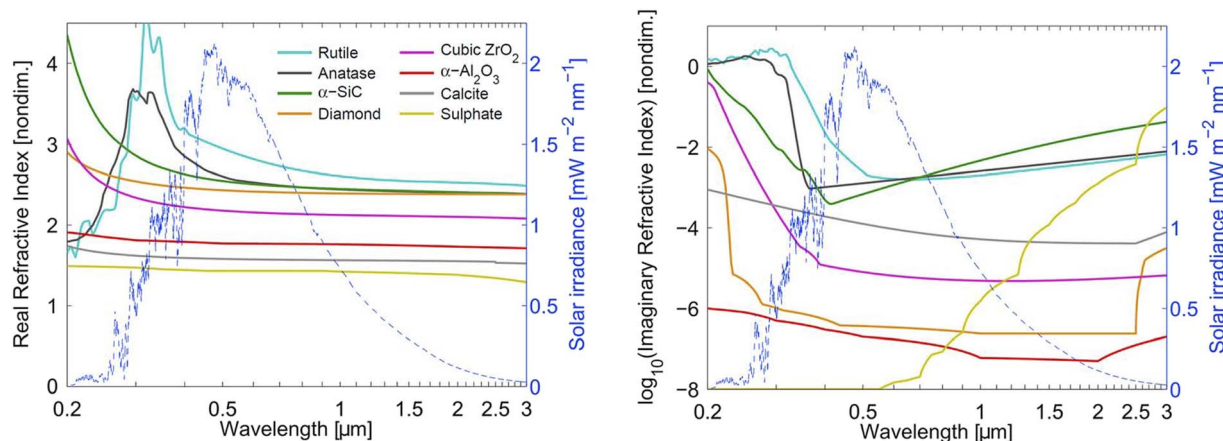 Real Refractive Index [nondim.]
4
3
2
1
0
Rutile
Anatase
α−SiC
Diamond
Cubic ZrO2
α−Al2O3
Calcite
Sulphate
2
1.5
1
0.5
0
Solar irradiance [mW m−2 nm−1]
0.2
0.5
1
1.5
2
2.5
3
Wavelength [µm]
log10(Imaginary Refractive Index) [nondim.]
0
−2
−4
−6
−8
2
1.5
1
0.5
0
Solar irradiance [mW m−2 nm−1]
0.2
0.5
1
1.5
2
2.5
3
Wavelength [µm]